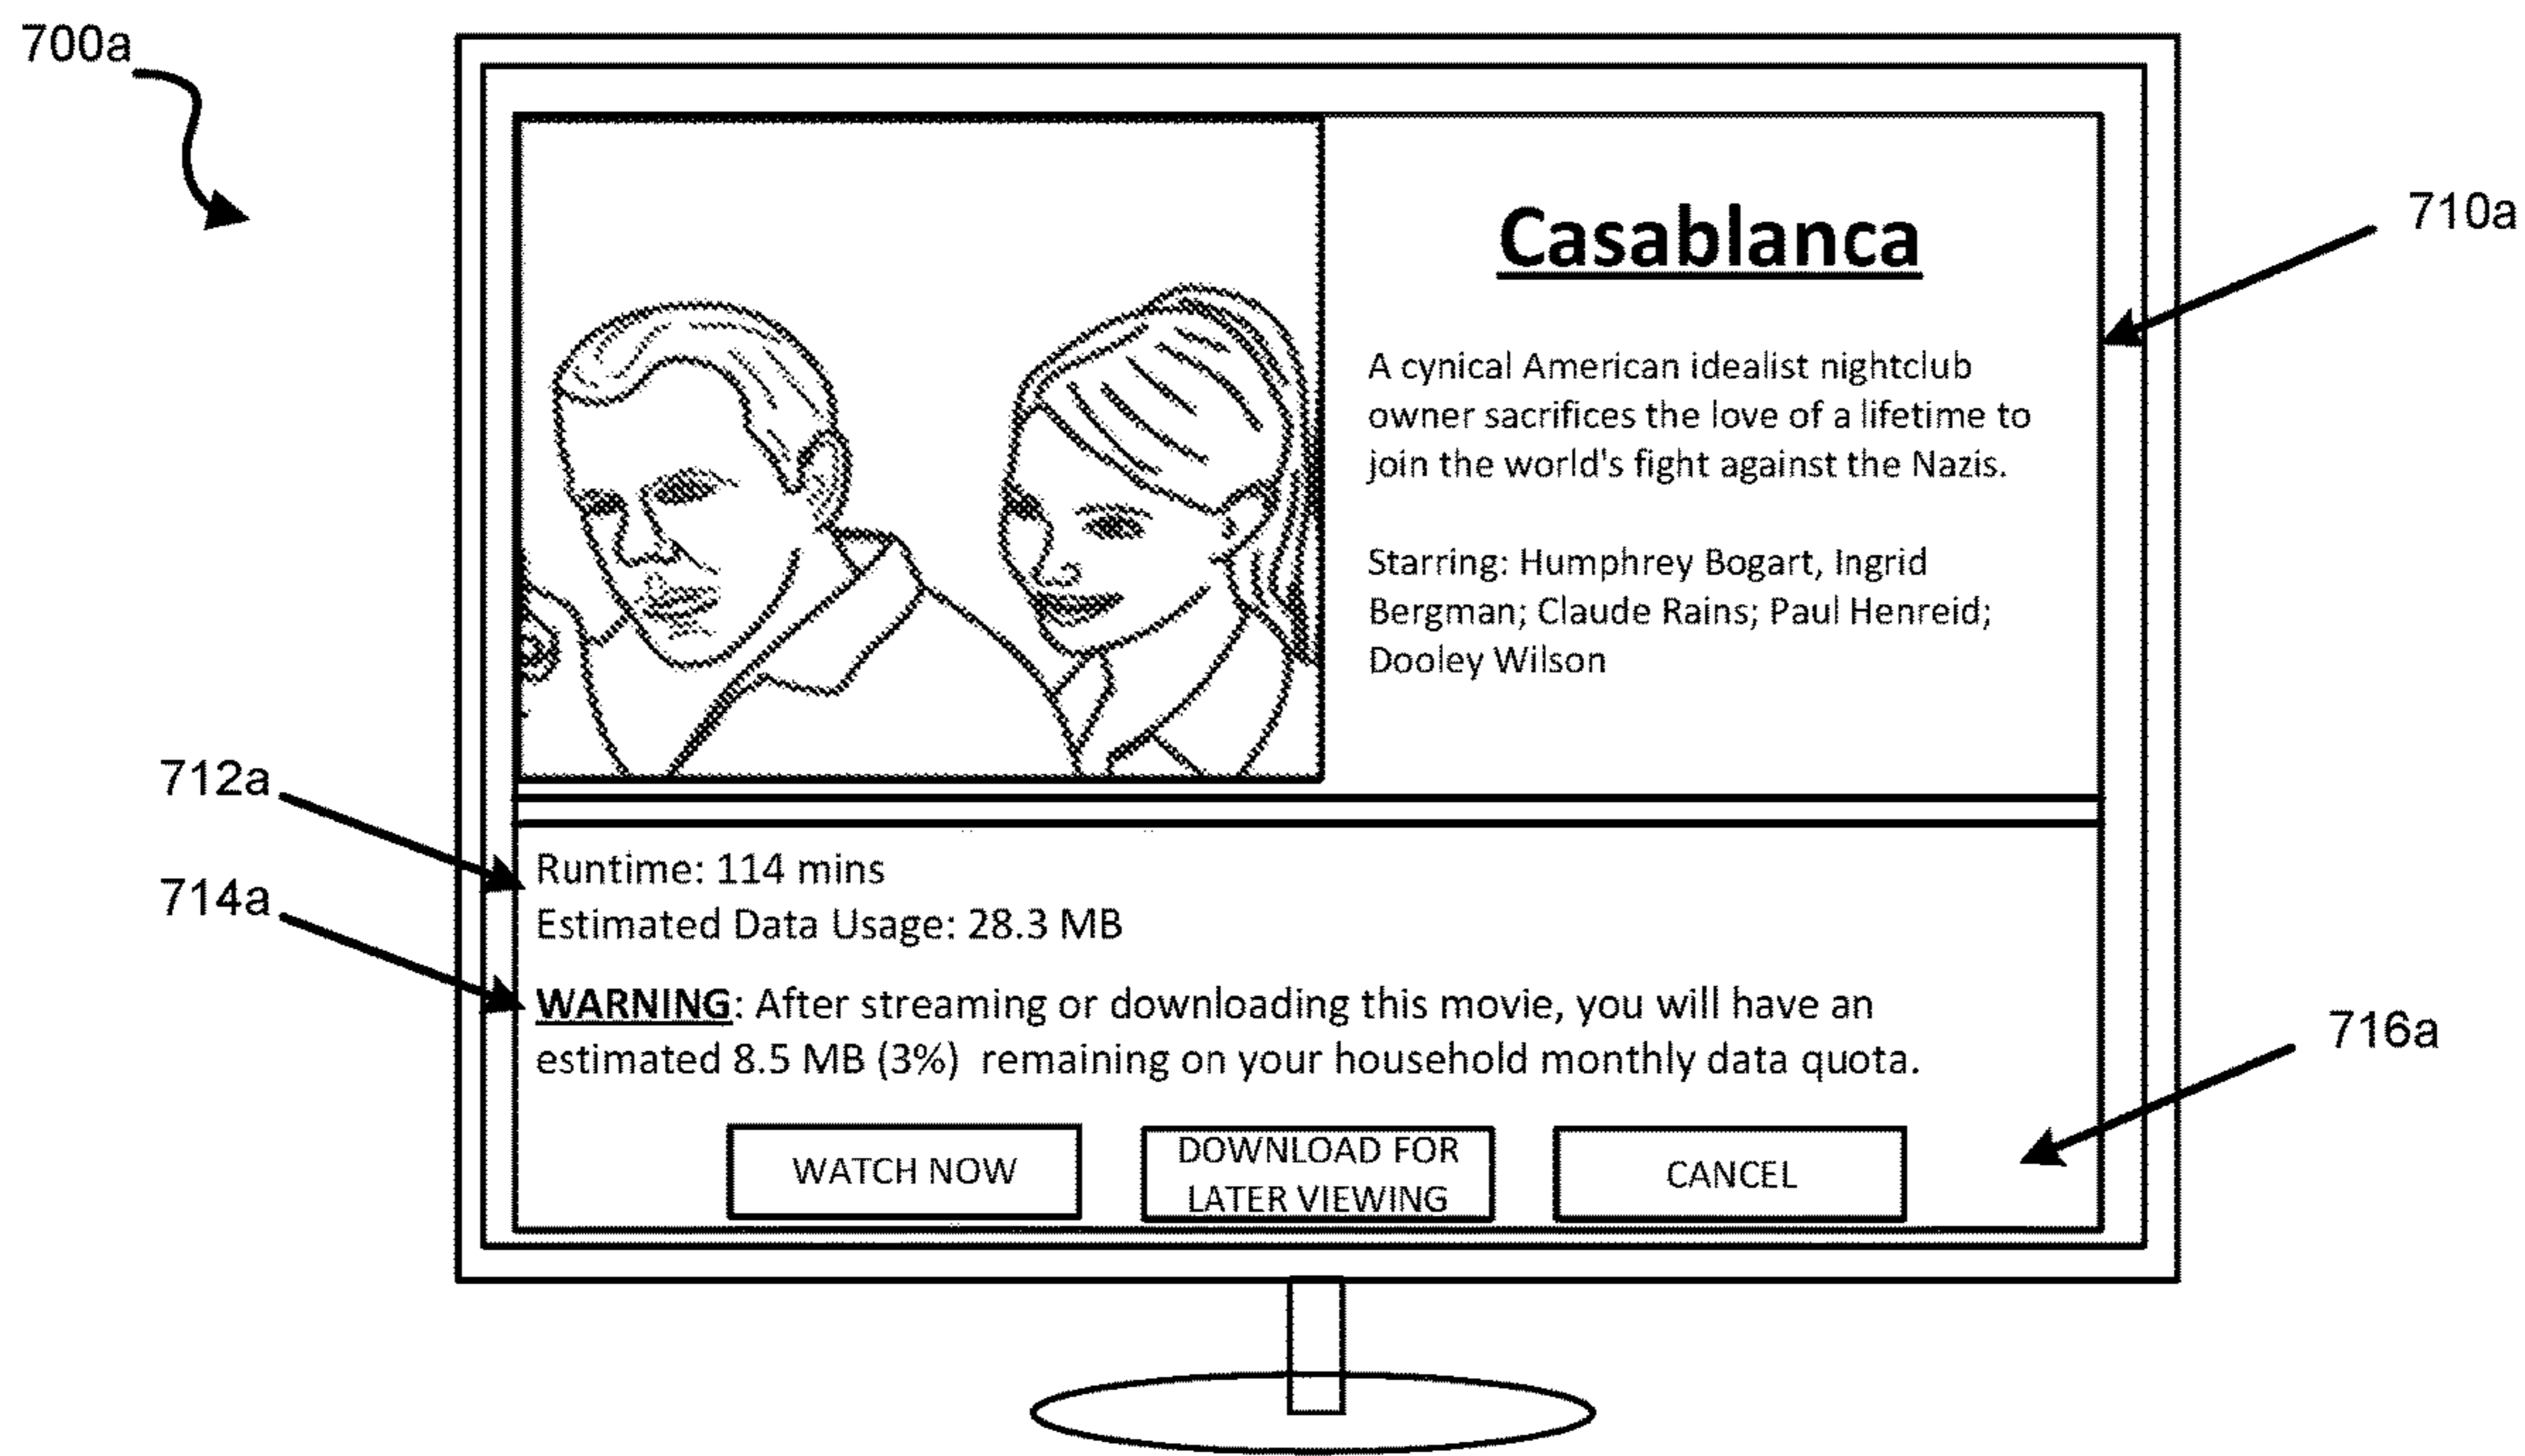 700a
710a
Casablanca
A cynical American idealist nightclub
owner sacrifices the love of a lifetime to
join the world's fight against the Nazis.
Starring: Humphrey Bogart, Ingrid
Bergman; Claude Rains; Paul Henreid;
Dooley Wilson
712a
Runtime: 114 mins
714a
Estimated Data Usage: 28.3 MB
WARNING: After streaming or downloading this movie, you will have an
estimated 8.5 MB (3%) remaining on your household monthly data quota.
716a
WATCH NOW
DOWNLOAD FOR
LATER VIEWING
CANCEL